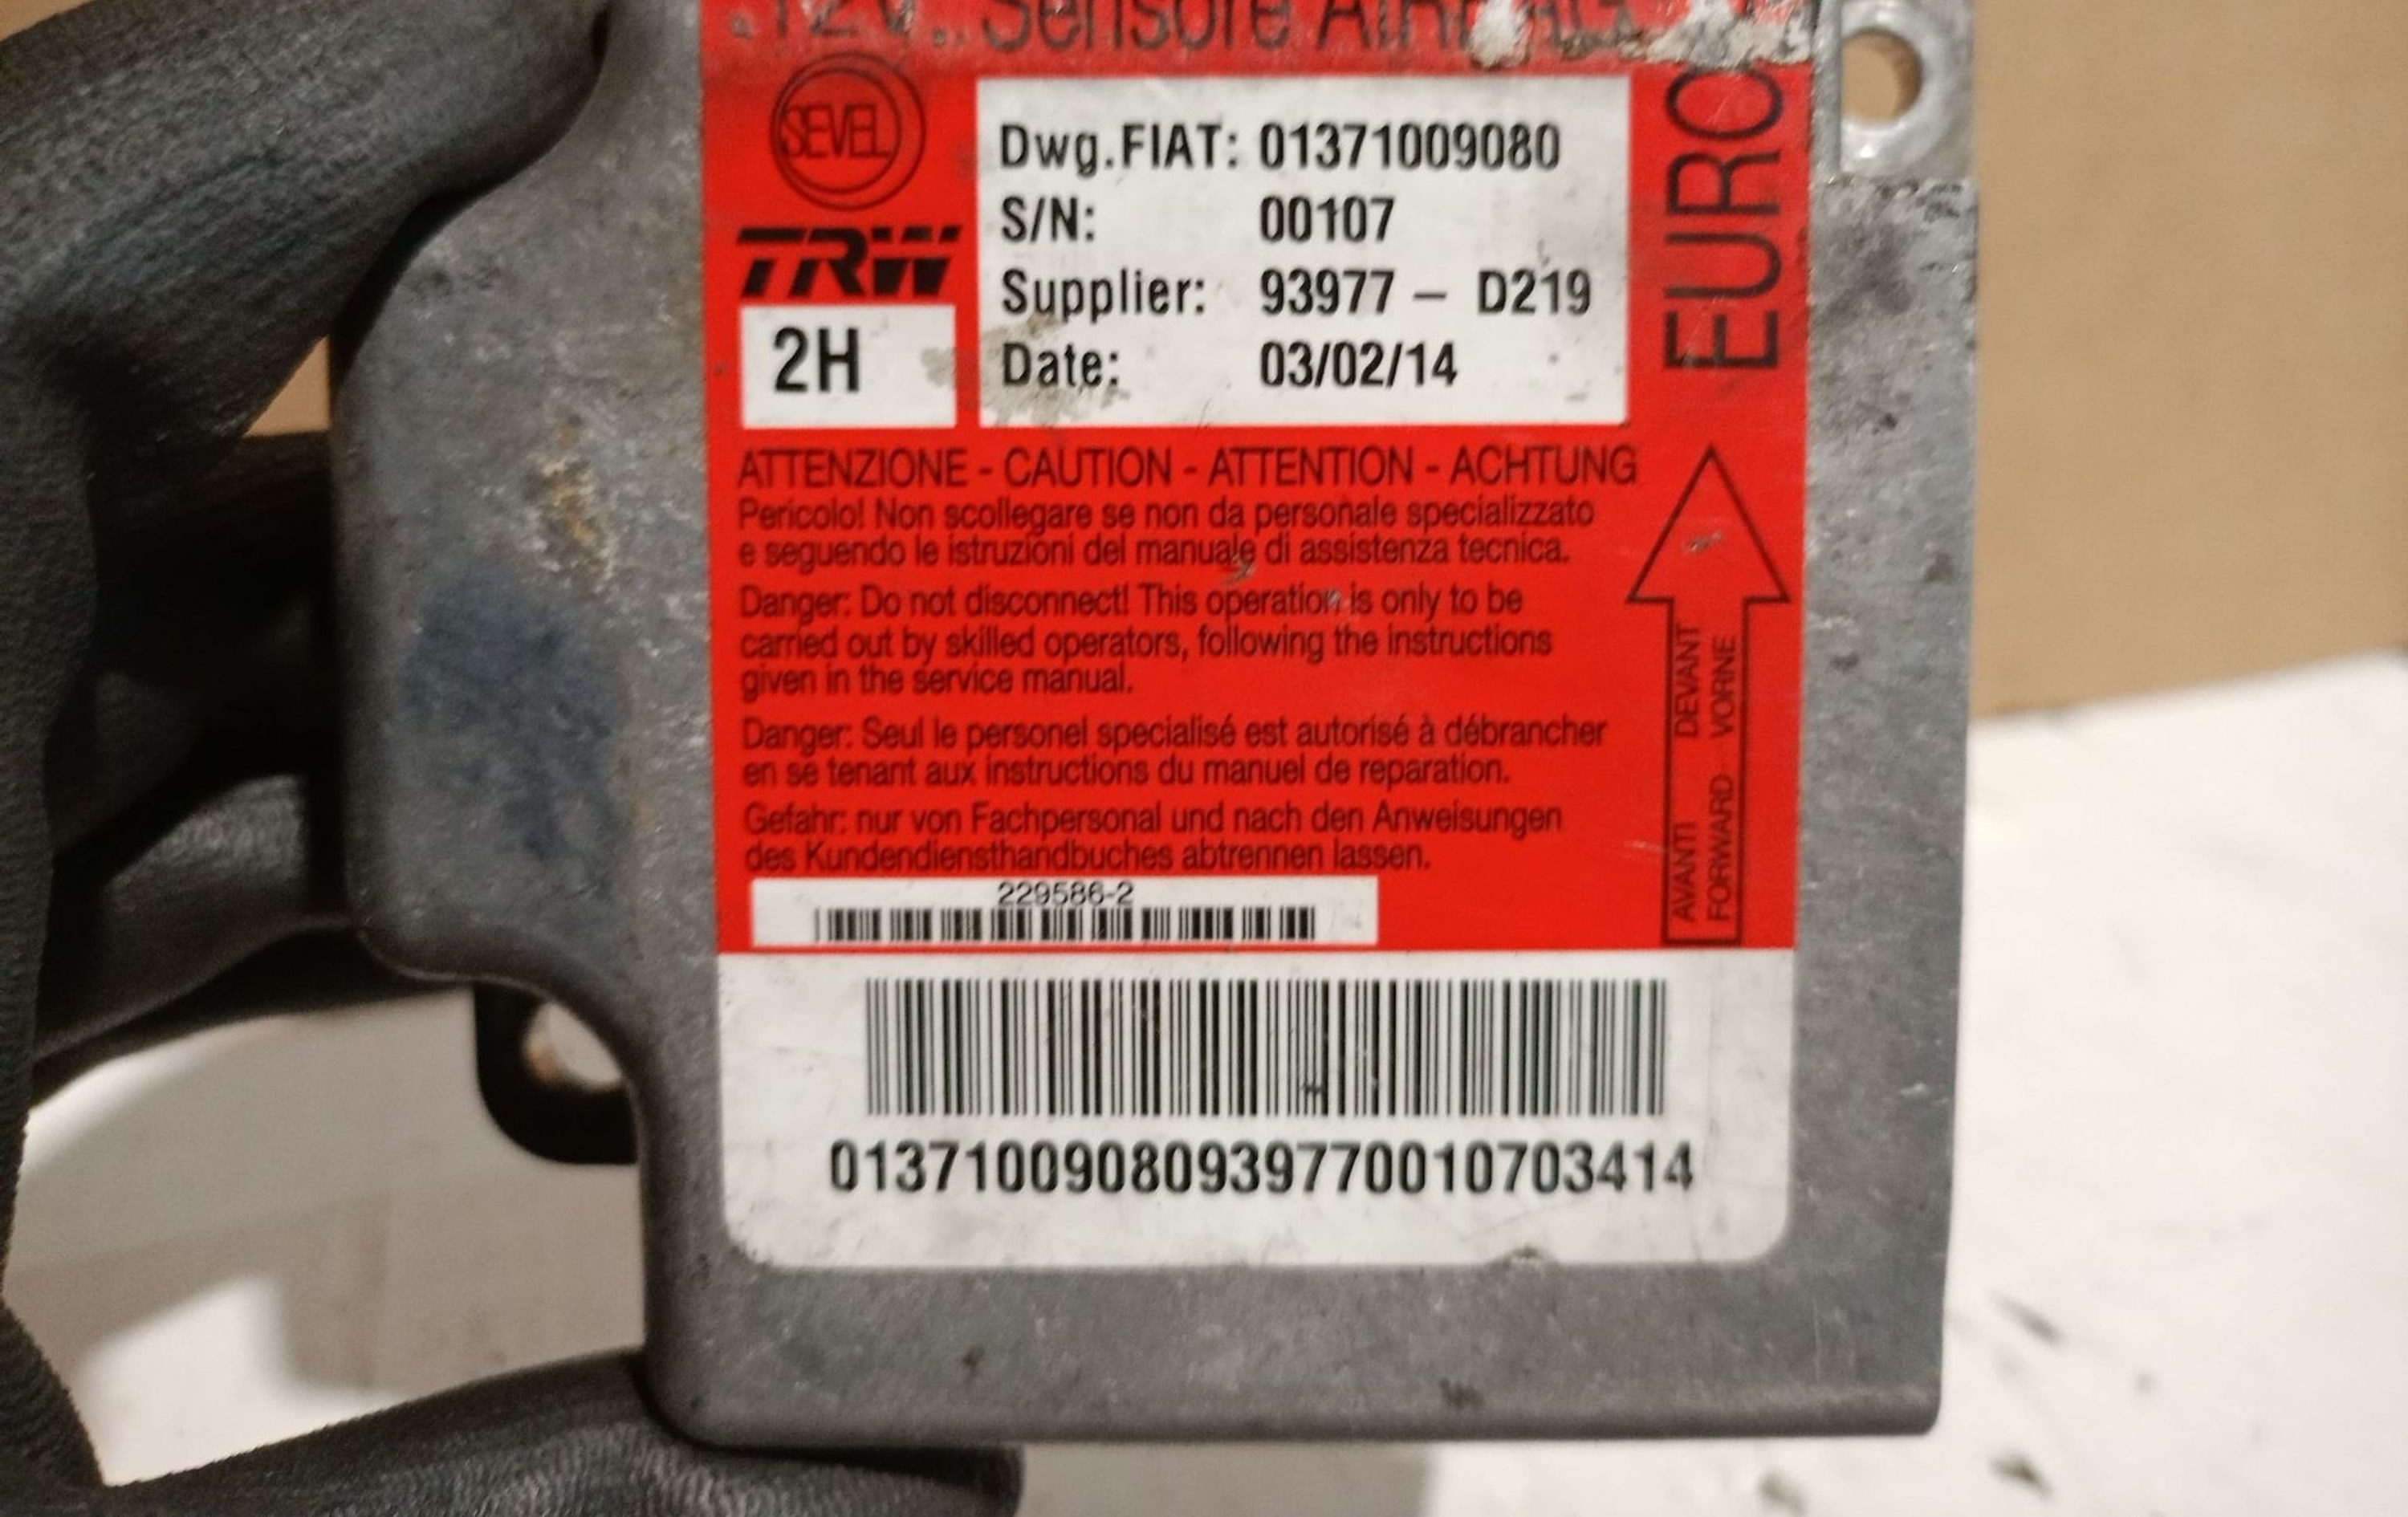 .12V.. Sensore AIRBAG
SEVEL
TRW
2H
Dwg.FIAT: 01371009080
S/N: 00107
Supplier: 93977 - D219
Date: 03/02/14
EURO
ATTENZIONE - CAUTION - ATTENTION - ACHTUNG
Pericolo! Non scollegare se non da personale specializzato
e seguendo le istruzioni del manuale di assistenza tecnica.
Danger: Do not disconnect! This operation is only to be
carried out by skilled operators, following the instructions
given in the service manual.
Danger: Seul le personel specialisé est autorisé à débrancher
en se tenant aux instructions du manuel de reparation.
Gefahr: nur von Fachpersonal und nach den Anweisungen
des Kundendiensthandbuches abtrennen lassen.
AVANTI DEVANT
FORWARD VORNE
229586-2
01371009080939770010703414